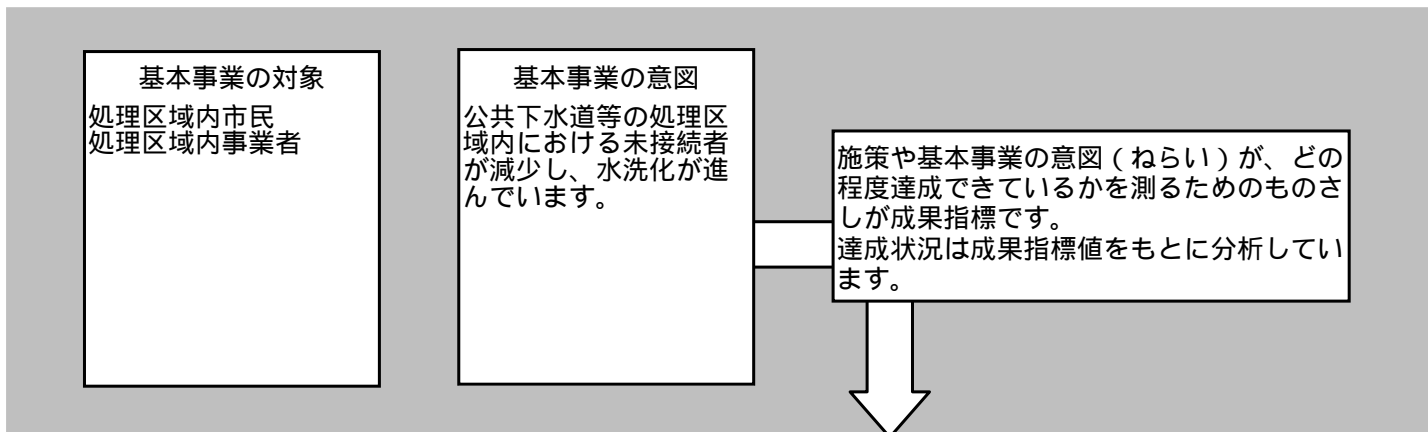 基本事業の対象
処理区域内市民
処理区域内事業者
基本事業の意図
公共下水道等の処理区
域内における未接続者
が減少し、水洗化が進
んでいます。
施策や基本事業の意図（ねらい）が、どの
程度達成できているかを測るためのものさ
しが成果指標です。
達成状況は成果指標値をもとに分析してい
ます。